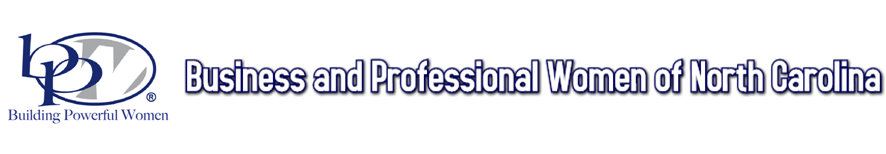 bpw
®
Building Powerful Women
Business and Professional Women of North Carolina